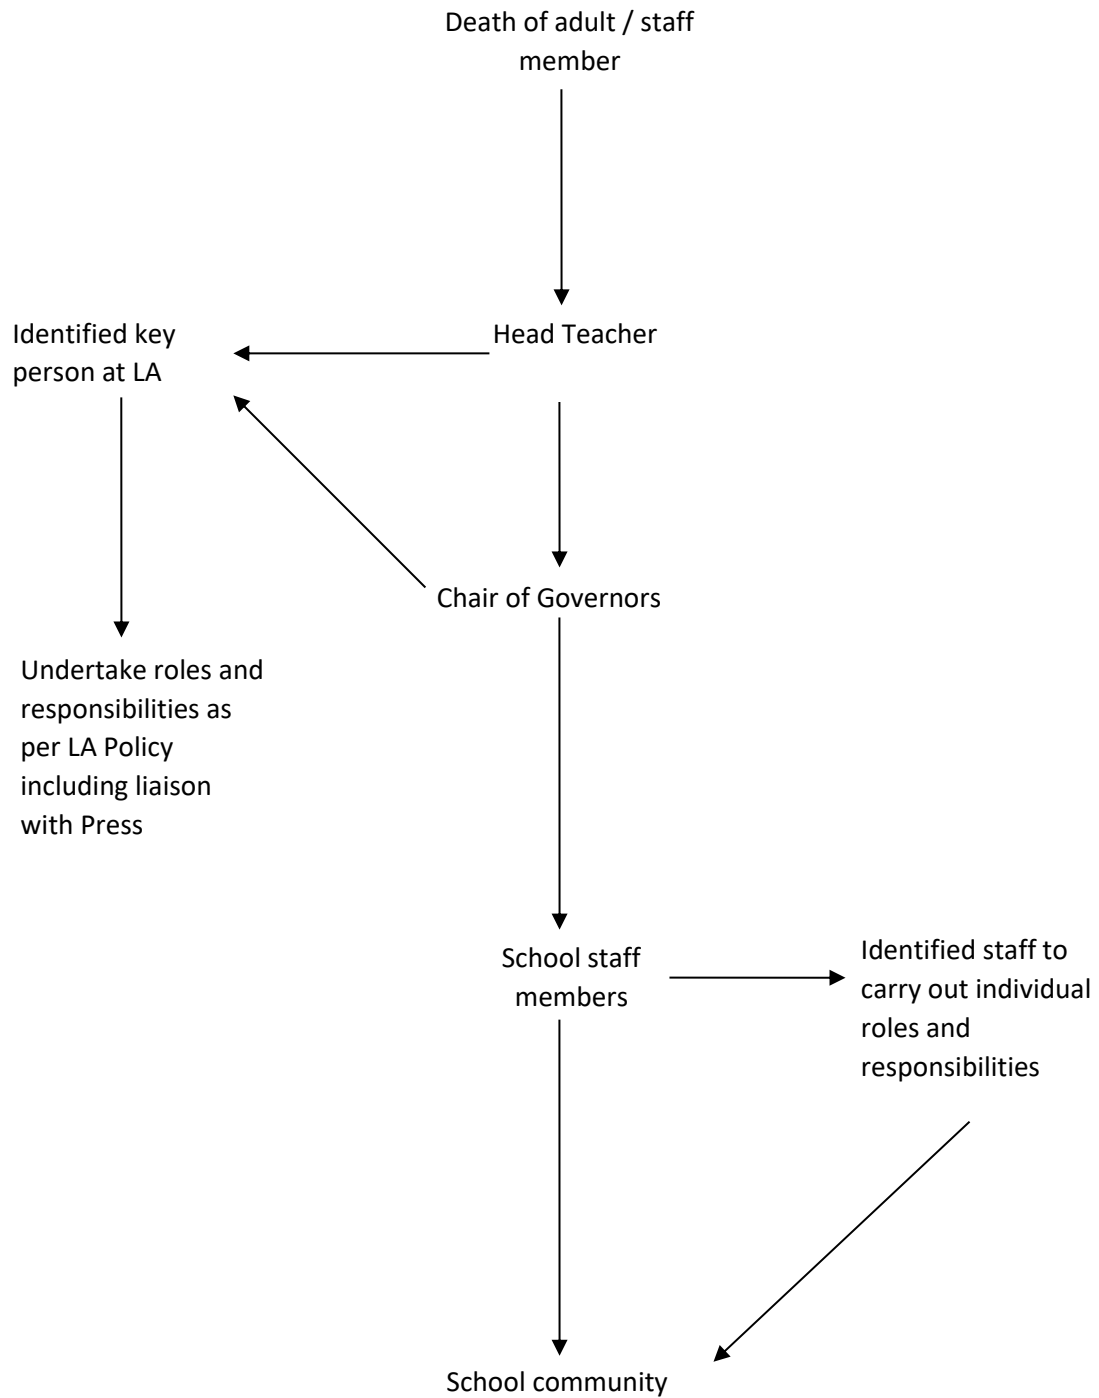 Death of adult / staff
member
Identified key
person at LA
Head Teacher
Chair of Governors
Undertake roles and
responsibilities as
per LA Policy
including liaison
with Press
School staff
members
Identified staff to
carry out individual
roles and
responsibilities
School community